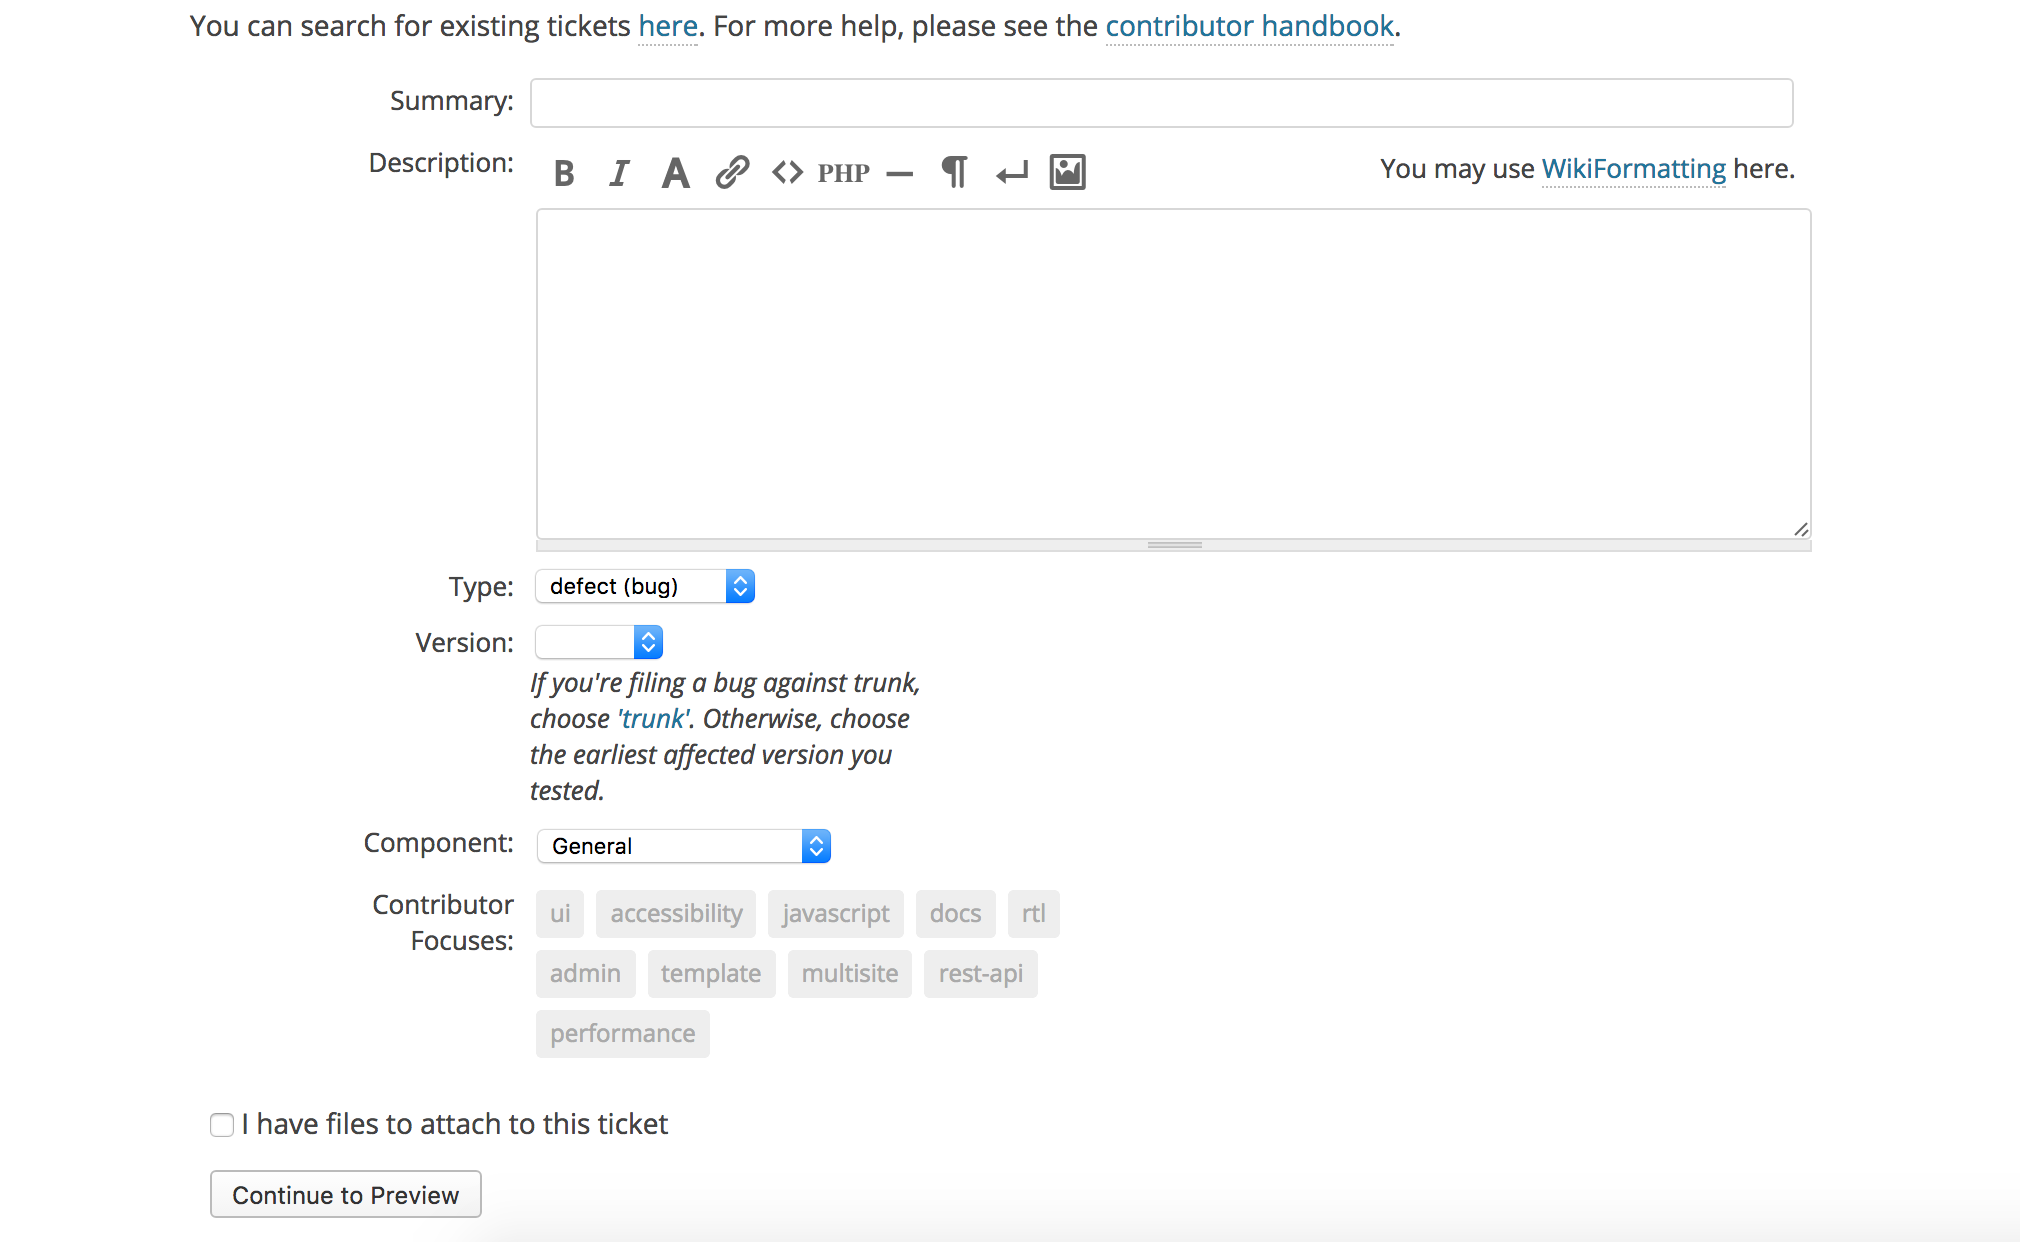 You can search for existing tickets here. For more help, please see the contributor handbook.
Summary:
Description:
B I A <> PHP — ¶ ↵
You may use WikiFormatting here.
Type: defect (bug)
Version:
If you're filing a bug against trunk,
choose 'trunk'. Otherwise, choose
the earliest affected version you
tested.
Component: General
Contributor
Focuses:
ui accessibility javascript docs rtl
admin template multisite rest-api
performance
I have files to attach to this ticket
Continue to Preview